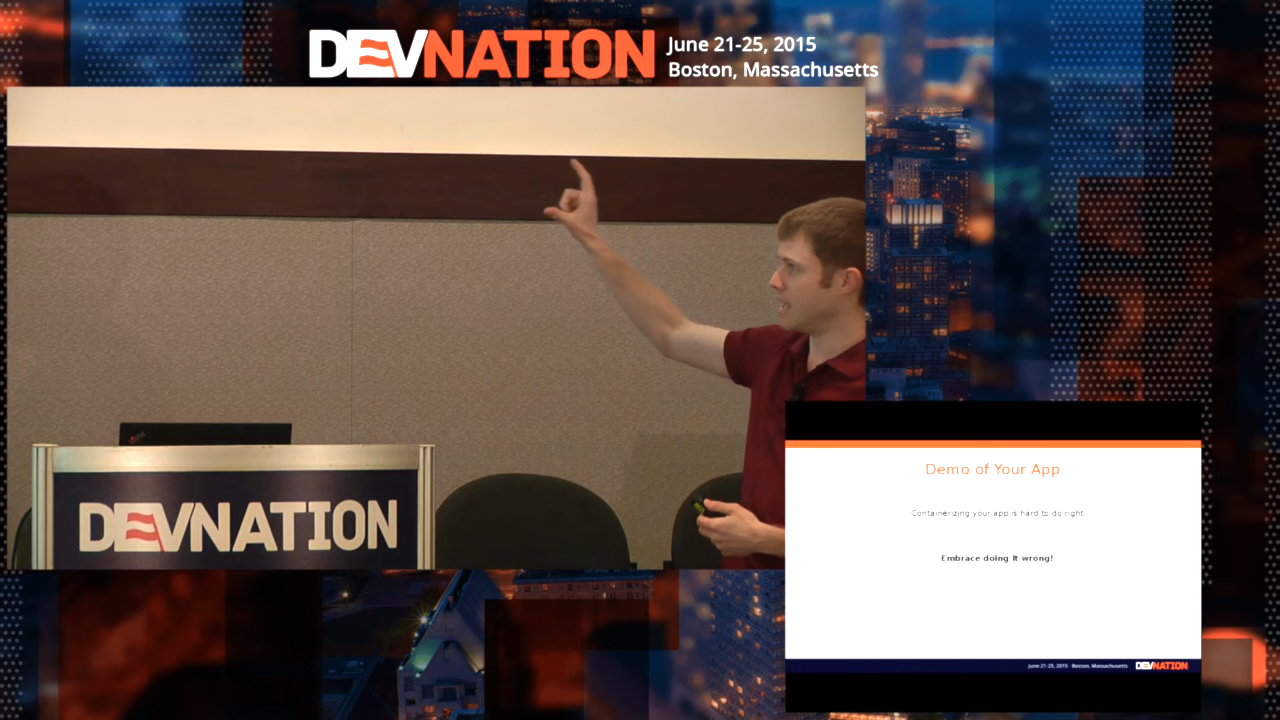 DEVNATION
June 21-25, 2015
Boston, Massachusetts
DEVNATION
Demo of Your App
Containerizing your app is hard to do right
Embrace doing it wrong!
June 21-25, 2015 Boston, Massachusetts DEVNATION